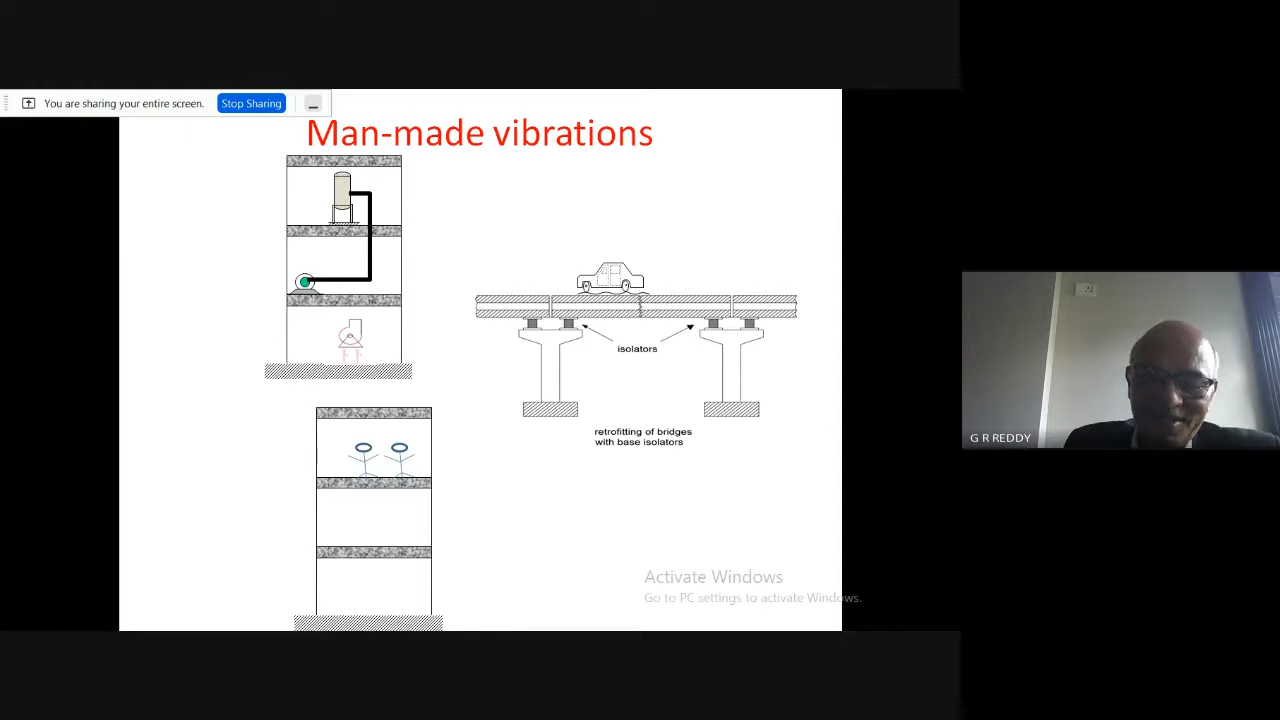 You are sharing your entire screen.
Stop Sharing
Man-made vibrations
isolators
retrofitting of bridges
with base isolators
G R REDDY
Activate Windows
Go to PC settings to activate Windows.